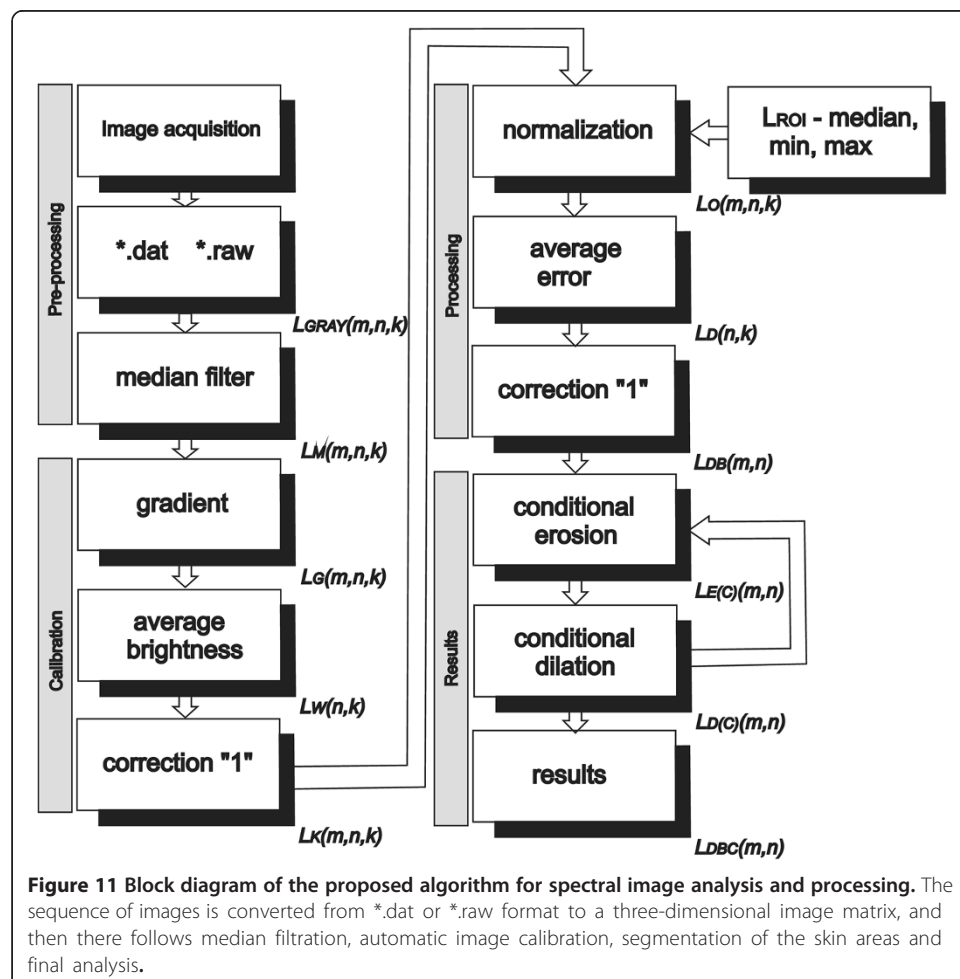 Pre-processing
Image acquisition
*.dat *.raw
LGRAY(m,n,k)
median filter
LM(m,n,k)
Calibration
gradient
LG(m,n,k)
average
brightness
LW(n,k)
correction "1"
LK(m,n,k)
Processing
normalization
LROI - median,
min, max
LO(m,n,k)
average
error
LD(n,k)
correction "1"
LDB(m,n)
Results
conditional
erosion
LE(C)(m,n)
conditional
dilation
LD(C)(m,n)
results
LDBC(m,n)
Figure 11 Block diagram of the proposed algorithm for spectral image analysis and processing. The
sequence of images is converted from *.dat or *.raw format to a three-dimensional image matrix, and
then there follows median filtration, automatic image calibration, segmentation of the skin areas and
final analysis.